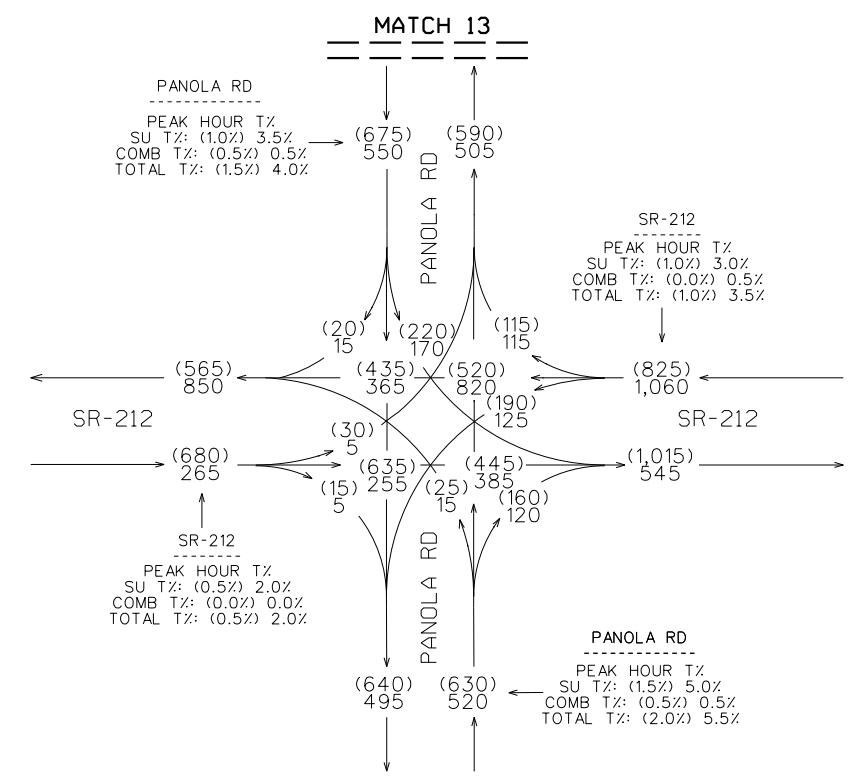 MATCH 13
PANOLA RD
PEAK HOUR T%
SU T%: (1.0%) 3.5%
COMB T%: (0.5%) 0.5%
TOTAL T%: (1.5%) 4.0%
(675)
550
(590)
505
PANOLA RD
SR-212
PEAK HOUR T%
SU T%: (1.0%) 3.0%
COMB T%: (0.0%) 0.5%
TOTAL T%: (1.0%) 3.5%
(20)
15
(220)
170
(115)
115
(565)
850
(435)
365
(520)
820
(825)
1,060
(190)
125
SR-212
SR-212
(30)
5
(680)
265
(635)
255
(445)
385
(1,015)
545
(15)
5
(25)
15
(160)
120
SR-212
PEAK HOUR T%
SU T%: (0.5%) 2.0%
COMB T%: (0.0%) 0.0%
TOTAL T%: (0.5%) 2.0%
PANOLA RD
(640)
495
(630)
520
PANOLA RD
PEAK HOUR T%
SU T%: (1.5%) 5.0%
COMB T%: (0.5%) 0.5%
TOTAL T%: (2.0%) 5.5%